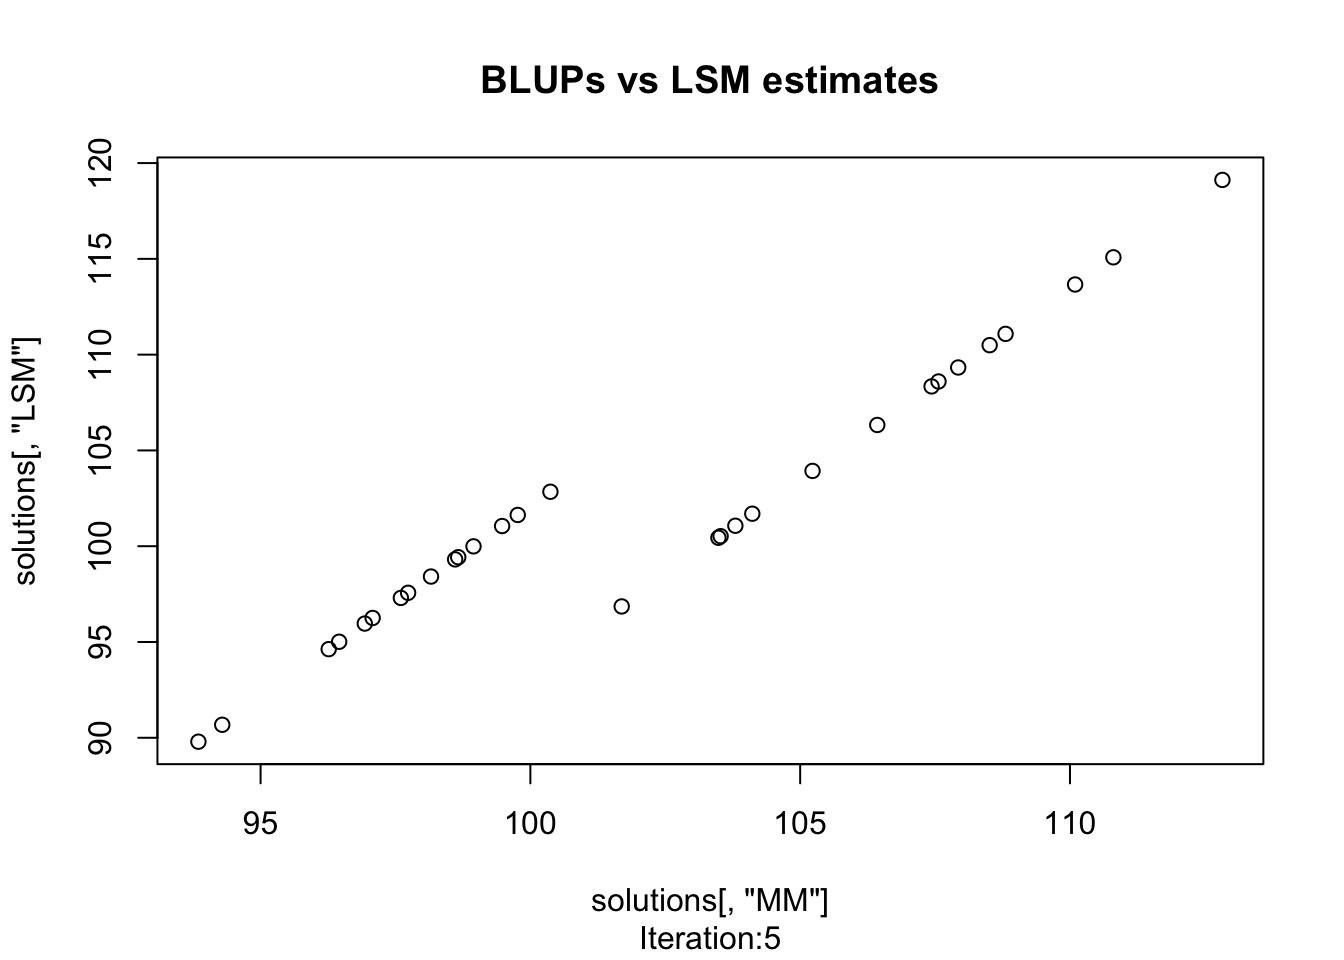 BLUPs vs LSM estimates
solutions[, "LSM"]
120
115
110
105
100
95
90
95 100 105 110
solutions[, "MM"]
Iteration:5